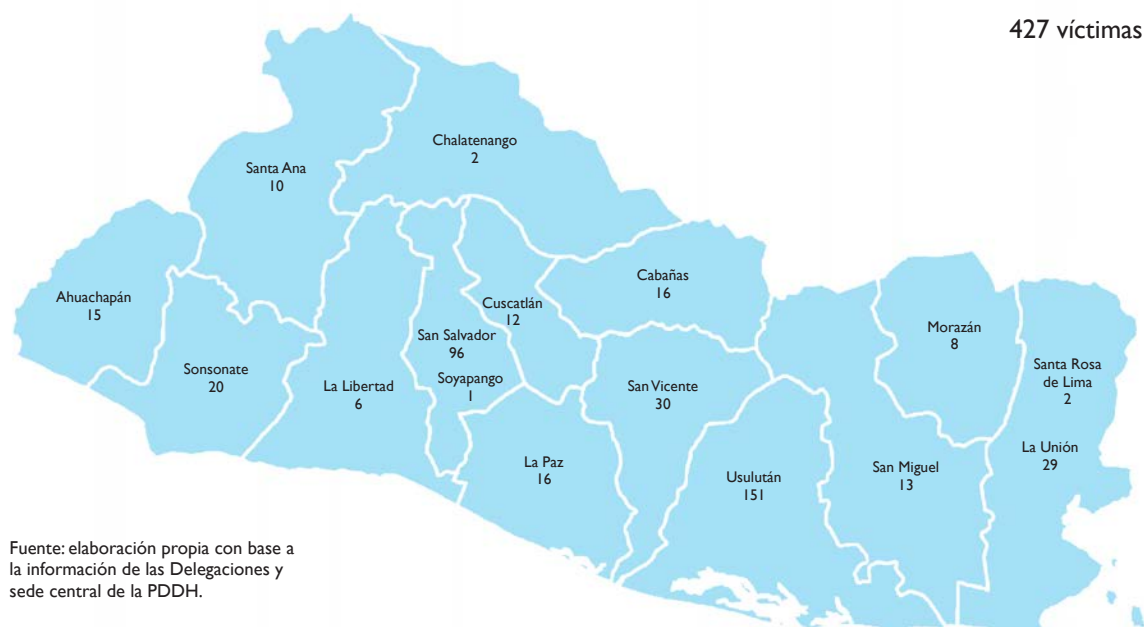 427 víctimas
Chalatenango
2
Santa Ana
10
Cabañas
16
Ahuachapán
15
Cuscatlán
12
Morazán
8
San Salvador
96
Sonsonate
20
Santa Rosa
de Lima
2
La Libertad
6
Soyapango
1
San Vicente
30
La Unión
29
La Paz
16
Usulután
151
San Miguel
13
Fuente: elaboración propia con base a
la información de las Delegaciones y
sede central de la PDDH.